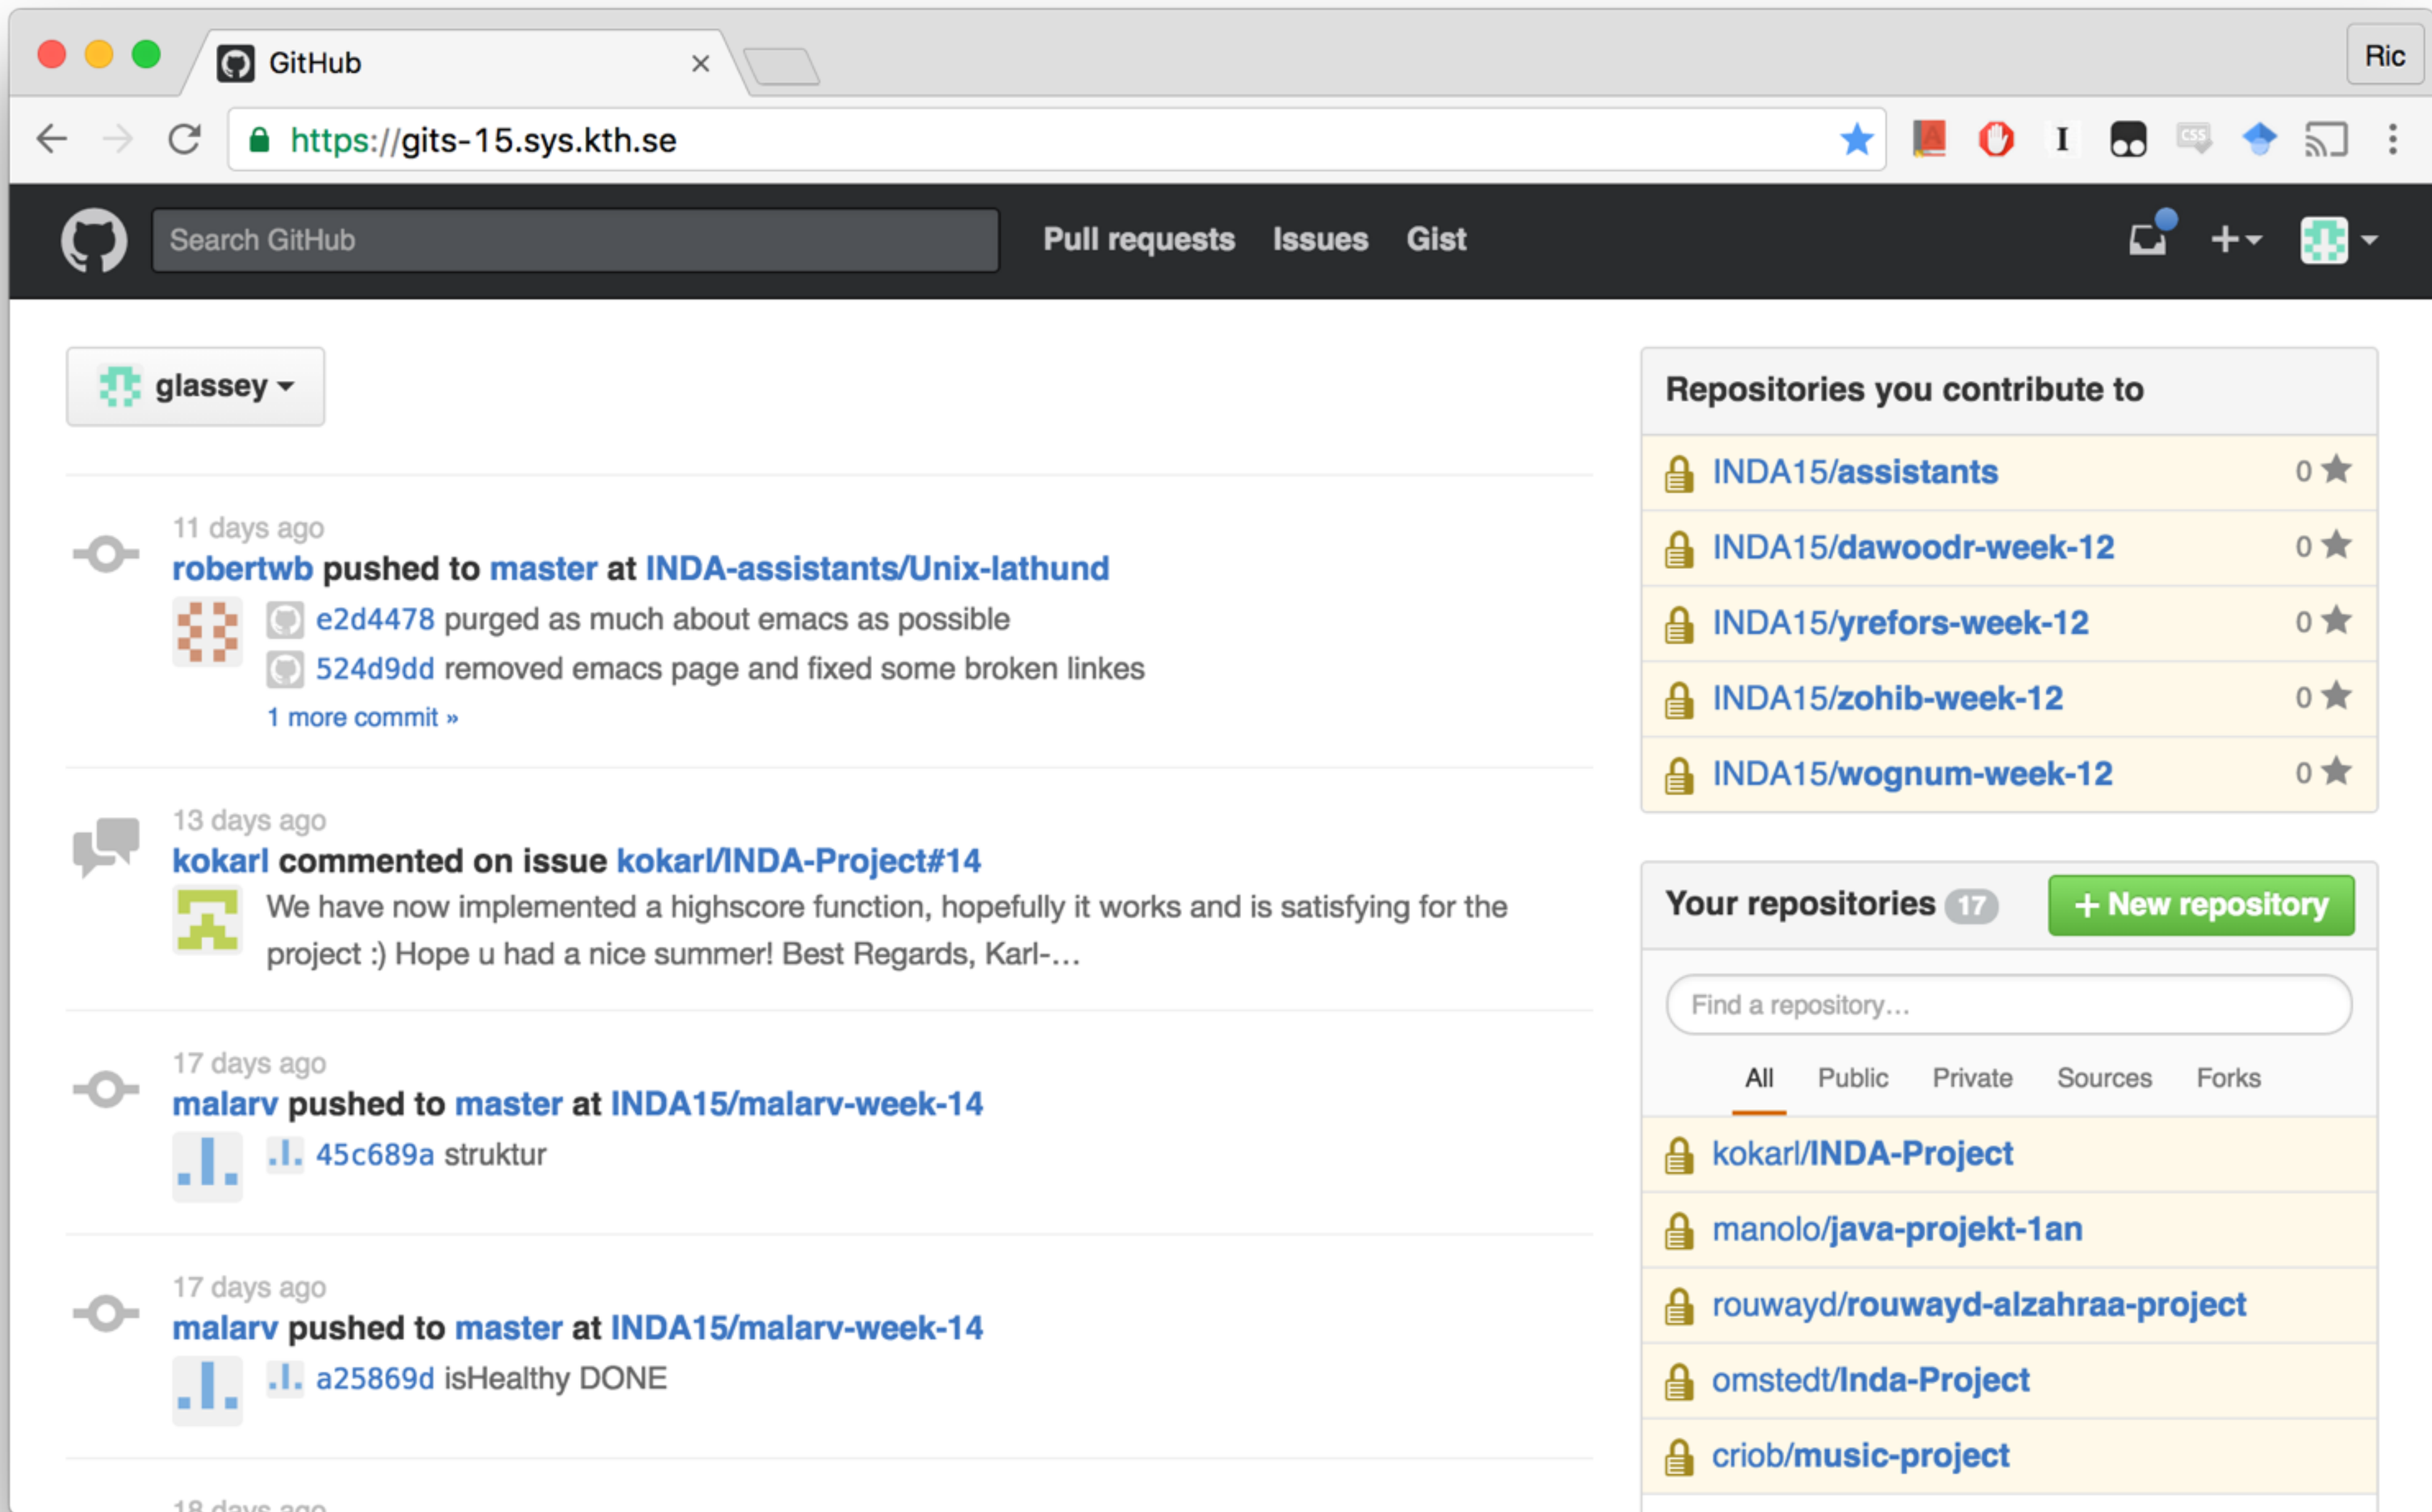 GitHub
Ric
https://gits-15.sys.kth.se
Search GitHub
Pull requests Issues Gist
glassey
11 days ago
robertwb pushed to master at INDA-assistants/Unix-lathund
e2d4478 purged as much about emacs as possible
524d9dd removed emacs page and fixed some broken linkes
1 more commit »
13 days ago
kokarl commented on issue kokarl/INDA-Project#14
We have now implemented a highscore function, hopefully it works and is satisfying for the
project :) Hope u had a nice summer! Best Regards, Karl-…
17 days ago
malarv pushed to master at INDA15/malarv-week-14
45c689a struktur
17 days ago
malarv pushed to master at INDA15/malarv-week-14
a25869d isHealthy DONE
18 days ago
Repositories you contribute to
INDA15/assistants 0
INDA15/dawoodr-week-12 0
INDA15/yrefors-week-12 0
INDA15/zohib-week-12 0
INDA15/wognum-week-12 0
Your repositories 17 + New repository
Find a repository…
All Public Private Sources Forks
kokarl/INDA-Project
manolo/java-projekt-1an
rouwayd/rouwayd-alzahraa-project
omstedt/Inda-Project
criob/music-project